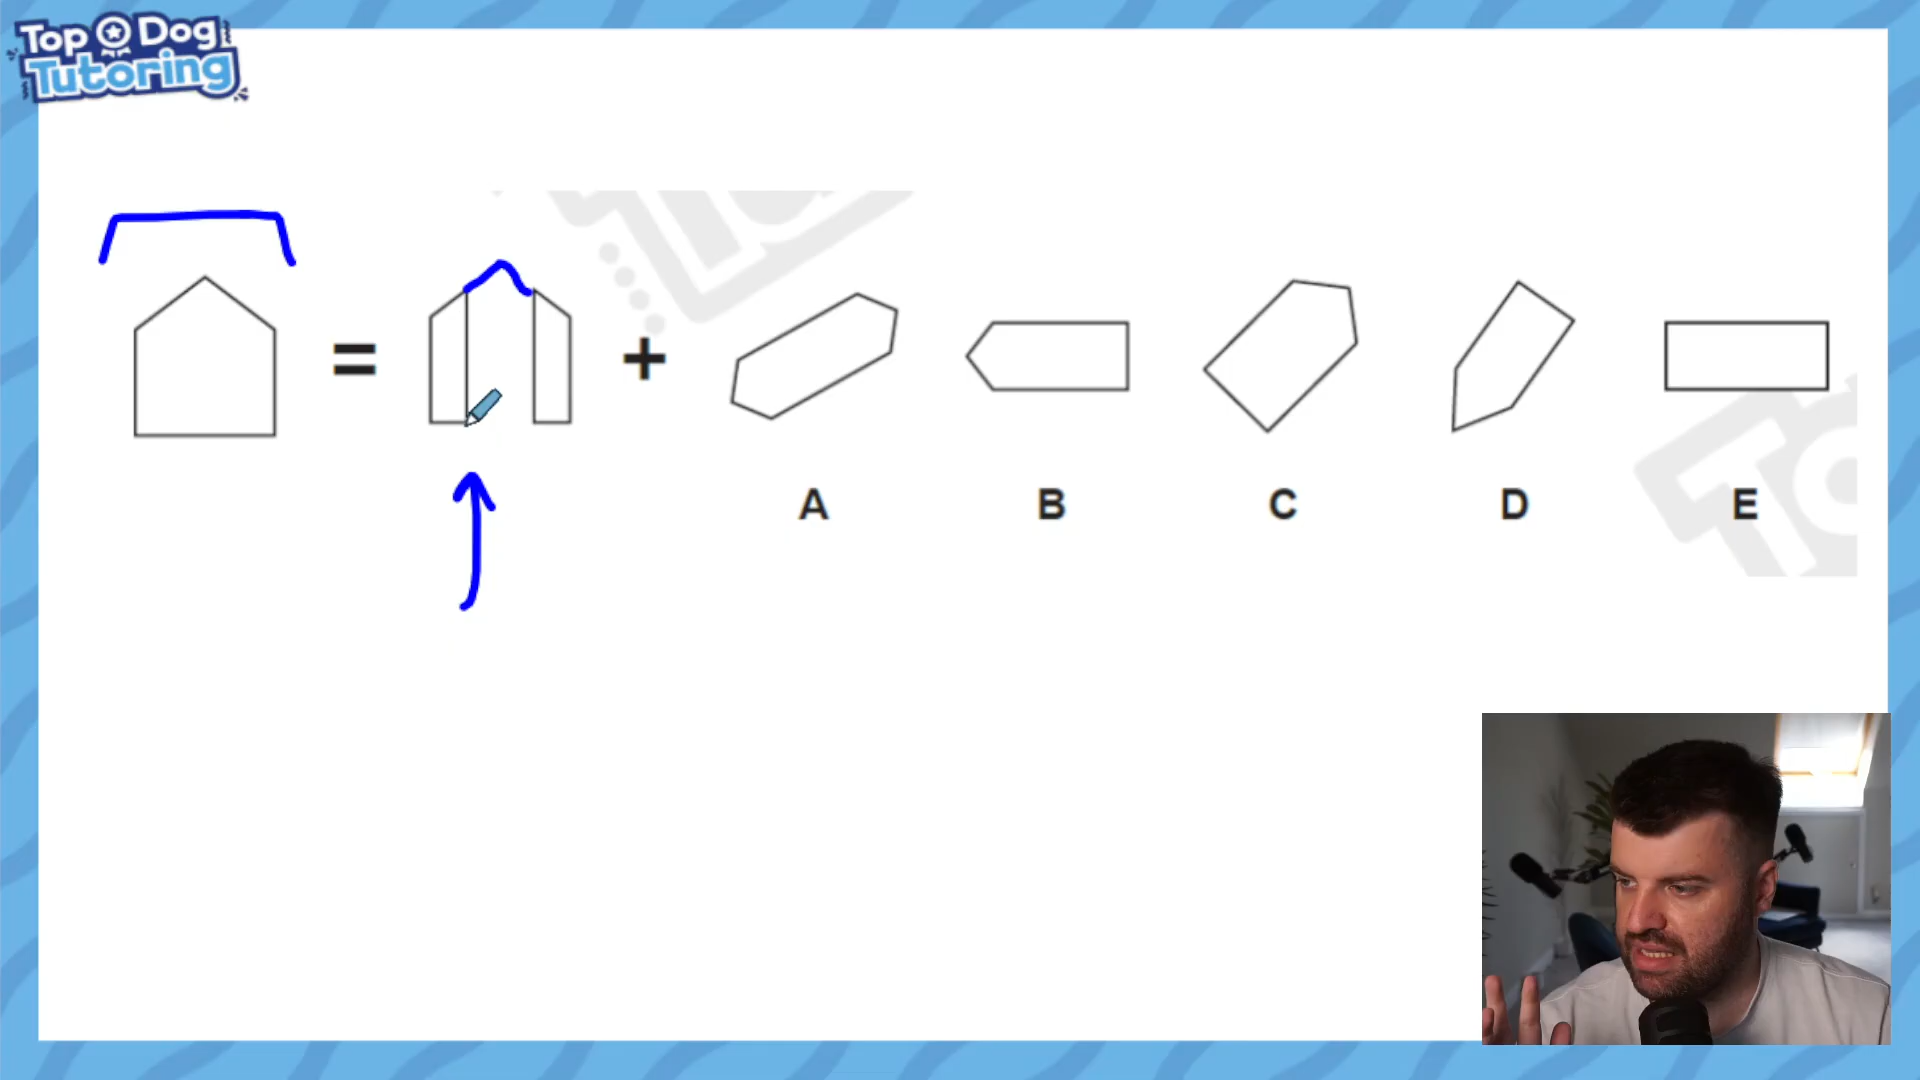 Top Dog
Tutoring
=
+
A B C D E